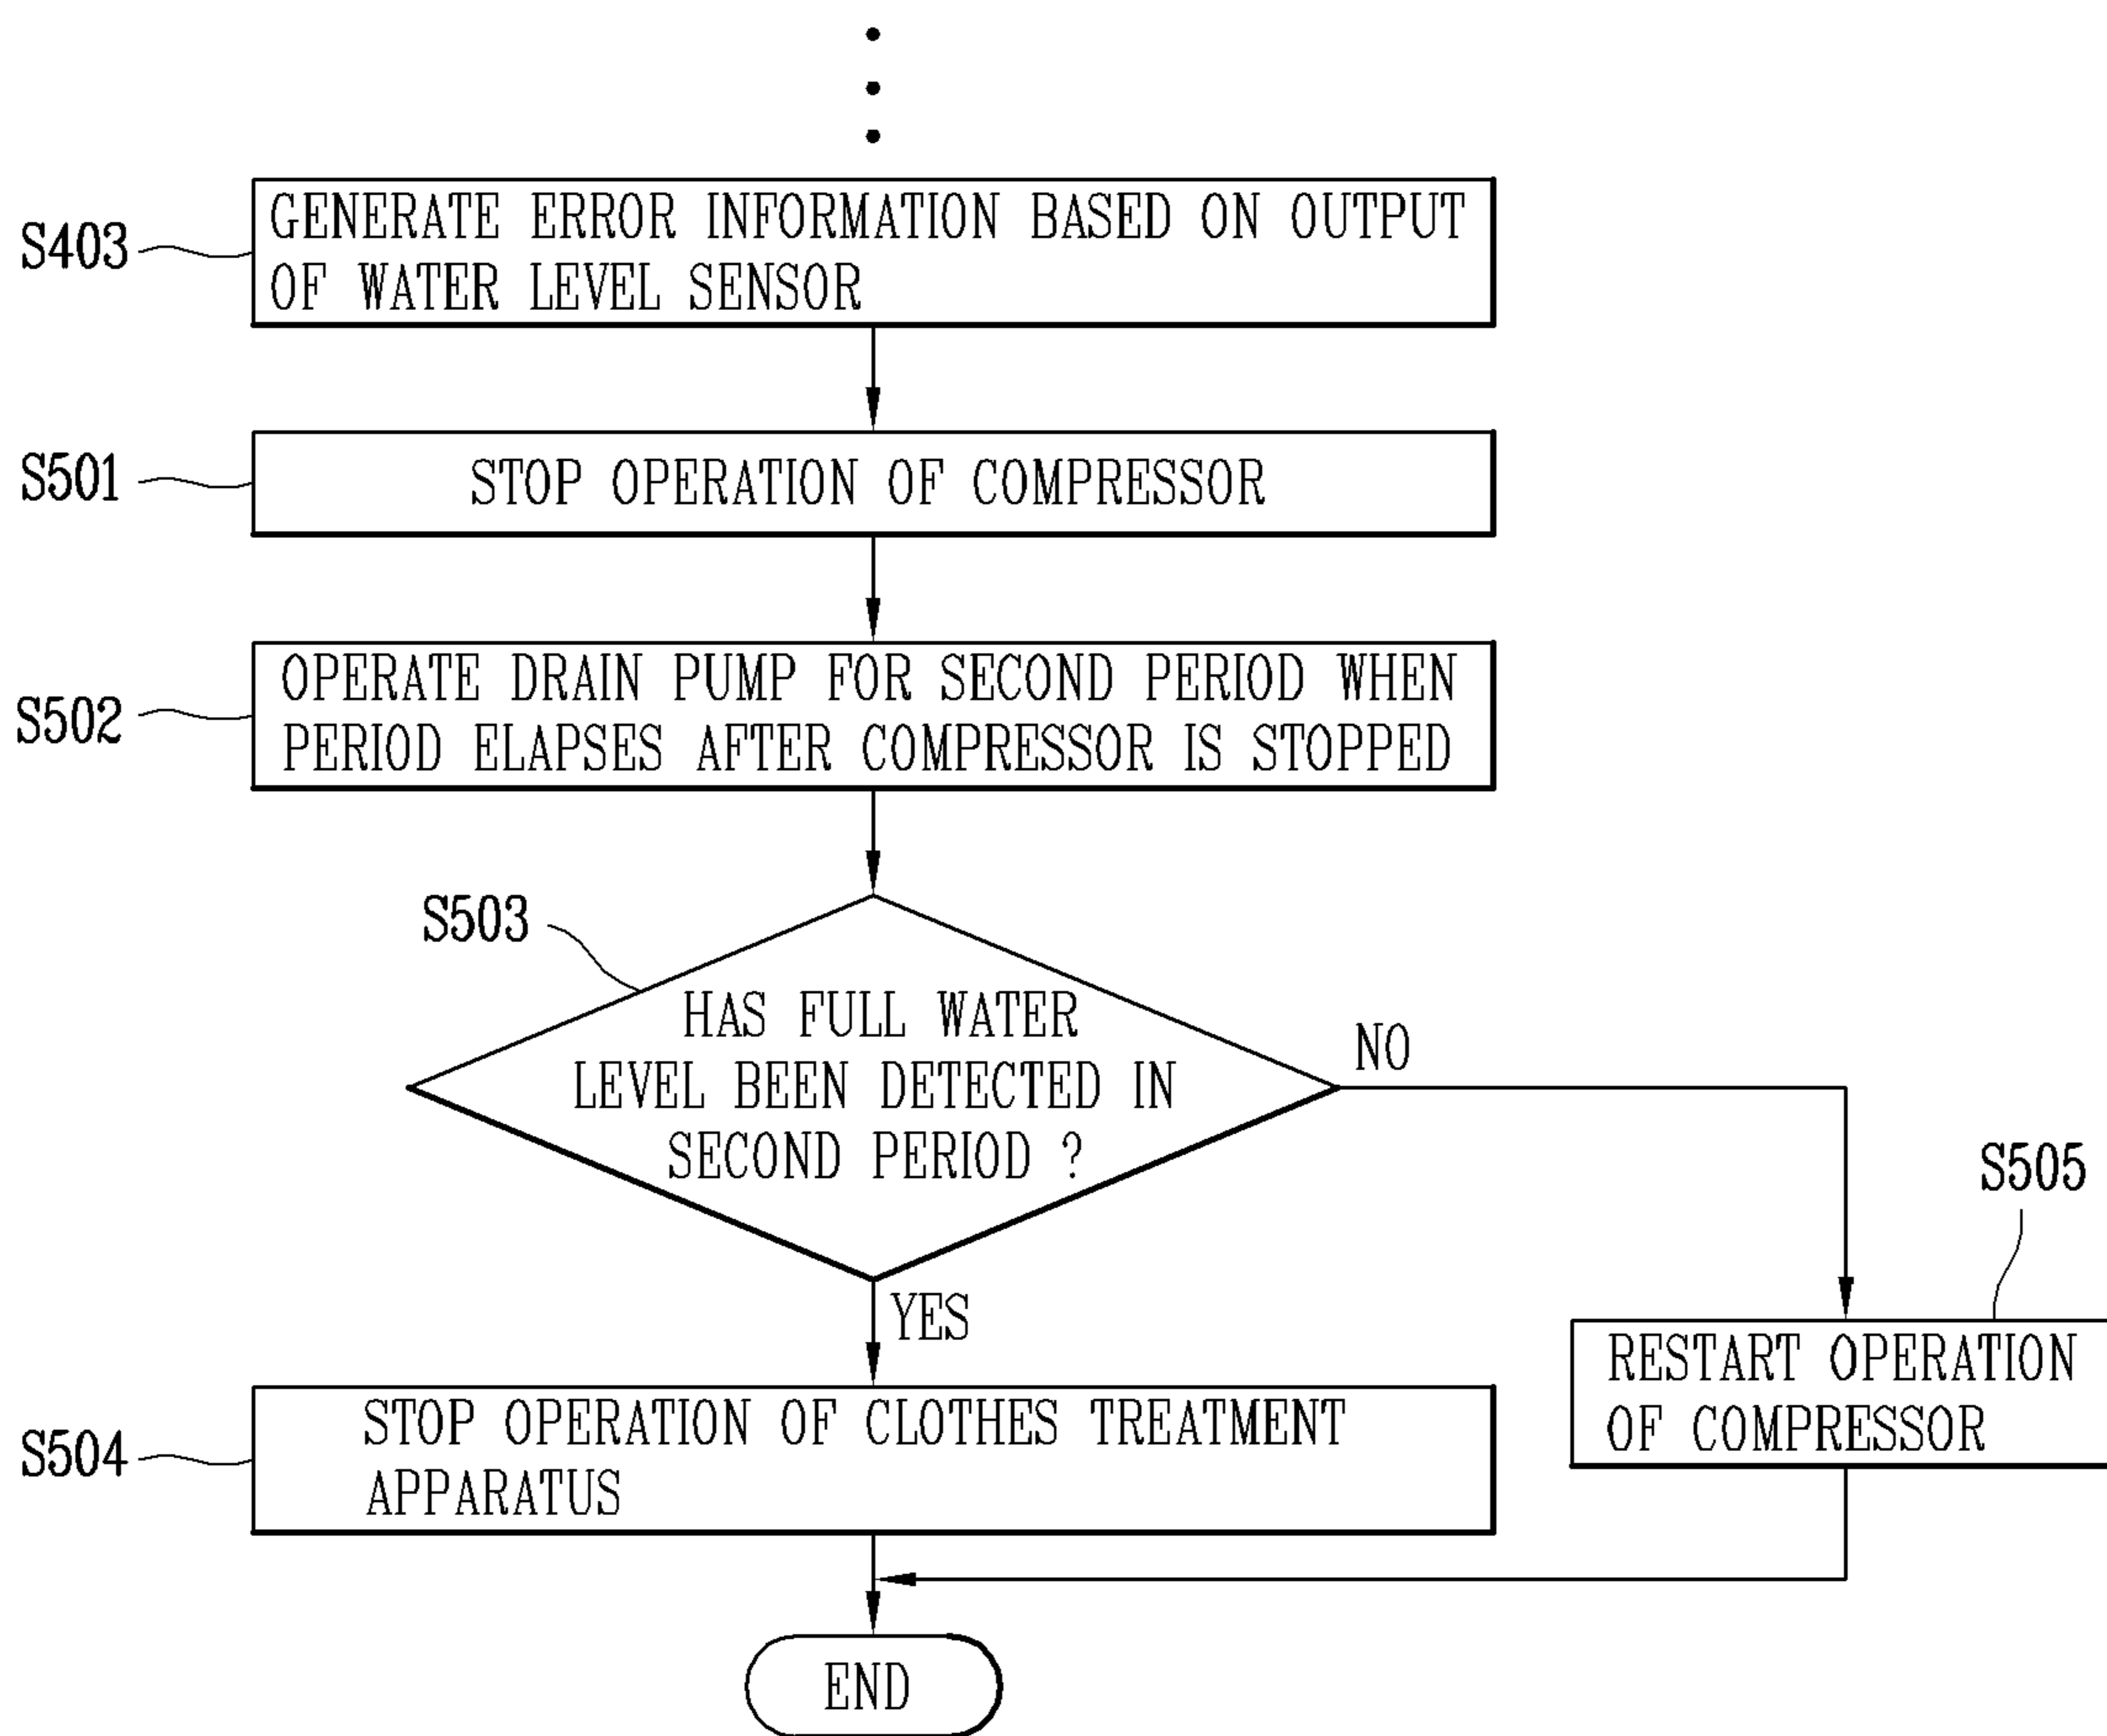 S403
GENERATE ERROR INFORMATION BASED ON OUTPUT
OF WATER LEVEL SENSOR
S501
STOP OPERATION OF COMPRESSOR
S502
OPERATE DRAIN PUMP FOR SECOND PERIOD WHEN
PERIOD ELAPSES AFTER COMPRESSOR IS STOPPED
S503
HAS FULL WATER
LEVEL BEEN DETECTED IN
SECOND PERIOD ?
NO
YES
S505
RESTART OPERATION
OF COMPRESSOR
S504
STOP OPERATION OF CLOTHES TREATMENT
APPARATUS
END